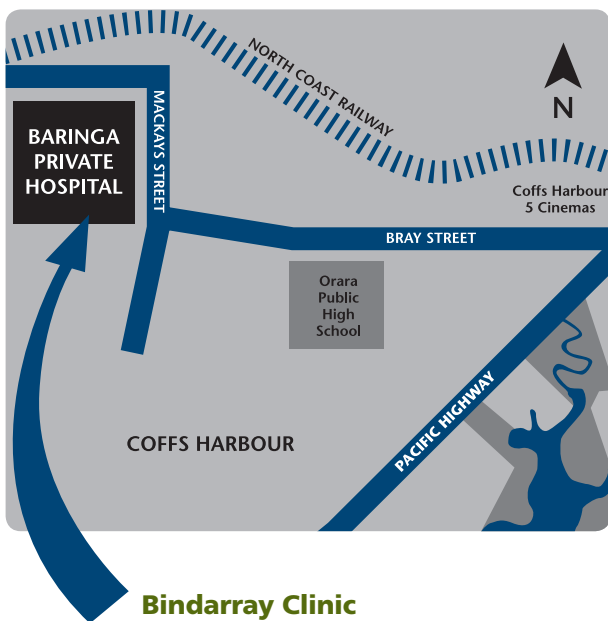 NORTH COAST RAILWAY
N
MACKAYS STREET
BARINGA
PRIVATE
HOSPITAL
Coffs Harbour
5 Cinemas
BRAY STREET
Orara
Public
High
School
PACIFIC HIGHWAY
COFFS HARBOUR
Bindarray Clinic